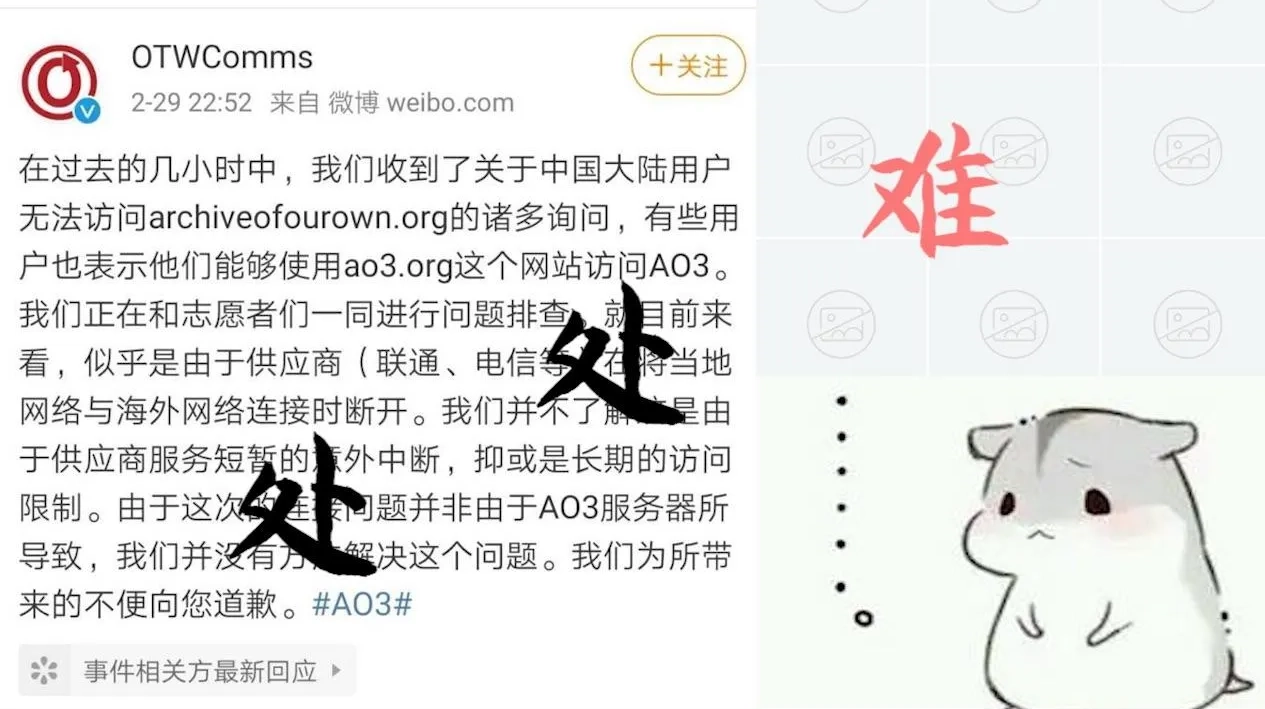 OTWComms
2-29 22:52 来自 微博 weibo.com
+关注
在过去的几小时中，我们收到了关于中国大陆用户
无法访问archiveofourown.org的诸多询问，有些用
户也表示他们能够使用ao3.org这个网站访问AO3。
我们正在和志愿者们一同进行问题排查。就目前来
看，似乎是由于供应商（联通、电信等 在将当地
网络与海外网络连接时断开。我们并不了解 是由
于供应商服务短暂的意外中断，抑或是长期的访问
限制。由于这次的连接问题并非由于AO3服务器所
导致，我们并没有方 解决这个问题。我们为所带
来的不便向您道歉。#AO3#
事件相关方最新回应
处
处
难